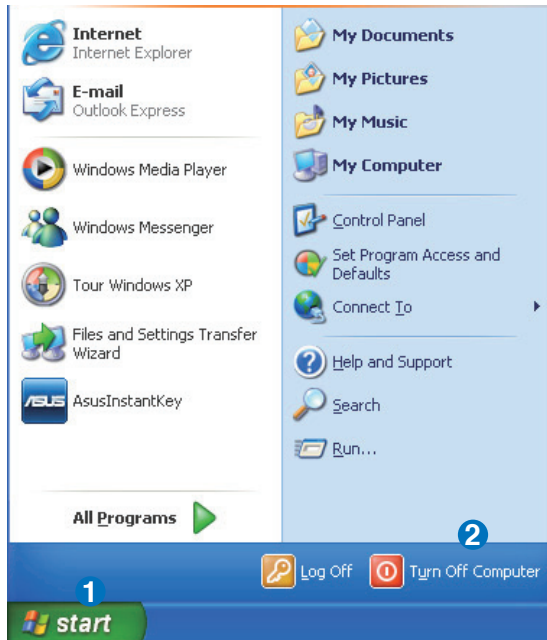 Internet
Internet Explorer
E-mail
Outlook Express
Windows Media Player
Windows Messenger
Tour Windows XP
Files and Settings Transfer
Wizard
ASUS
AsusInstantKey
All Programs
My Documents
My Pictures
My Music
My Computer
Control Panel
Set Program Access and
Defaults
Connect To
Help and Support
Search
Run...
2
Log Off
Turn Off Computer
1
start